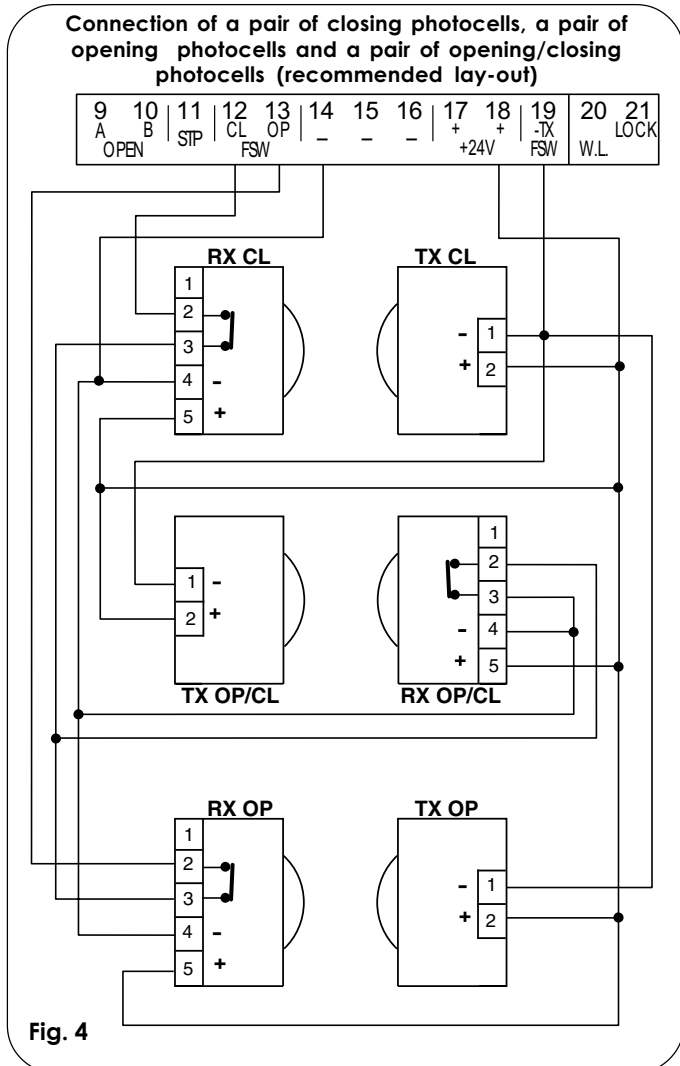 Connection of a pair of closing photocells, a pair of
opening photocells and a pair of opening/closing
photocells (recommended lay-out)
9 10 11 12 13 14 15 16 17 18 19 20 21
A B STP CL OP – – – + + -TX LOCK
OPEN FSW +24V FSW W.L.
RX CL TX CL
1
2
3 - 1
4 - + 2
5 +
1
2
1 - 3
2 + - 4
+ 5
TX OP/CL RX OP/CL
RX OP TX OP
1
2
3 - 1
4 - + 2
5 +
Fig. 4